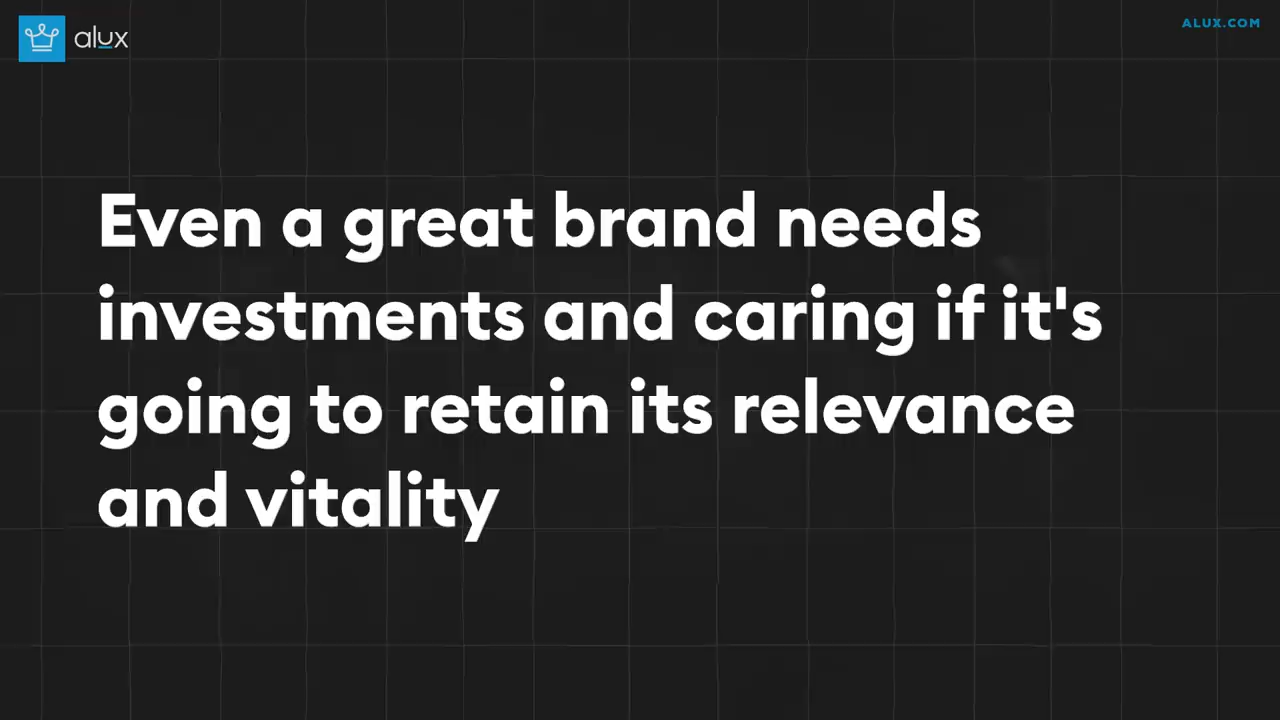 alux
ALUX.COM
Even a great brand needs
investments and caring if it's
going to retain its relevance
and vitality